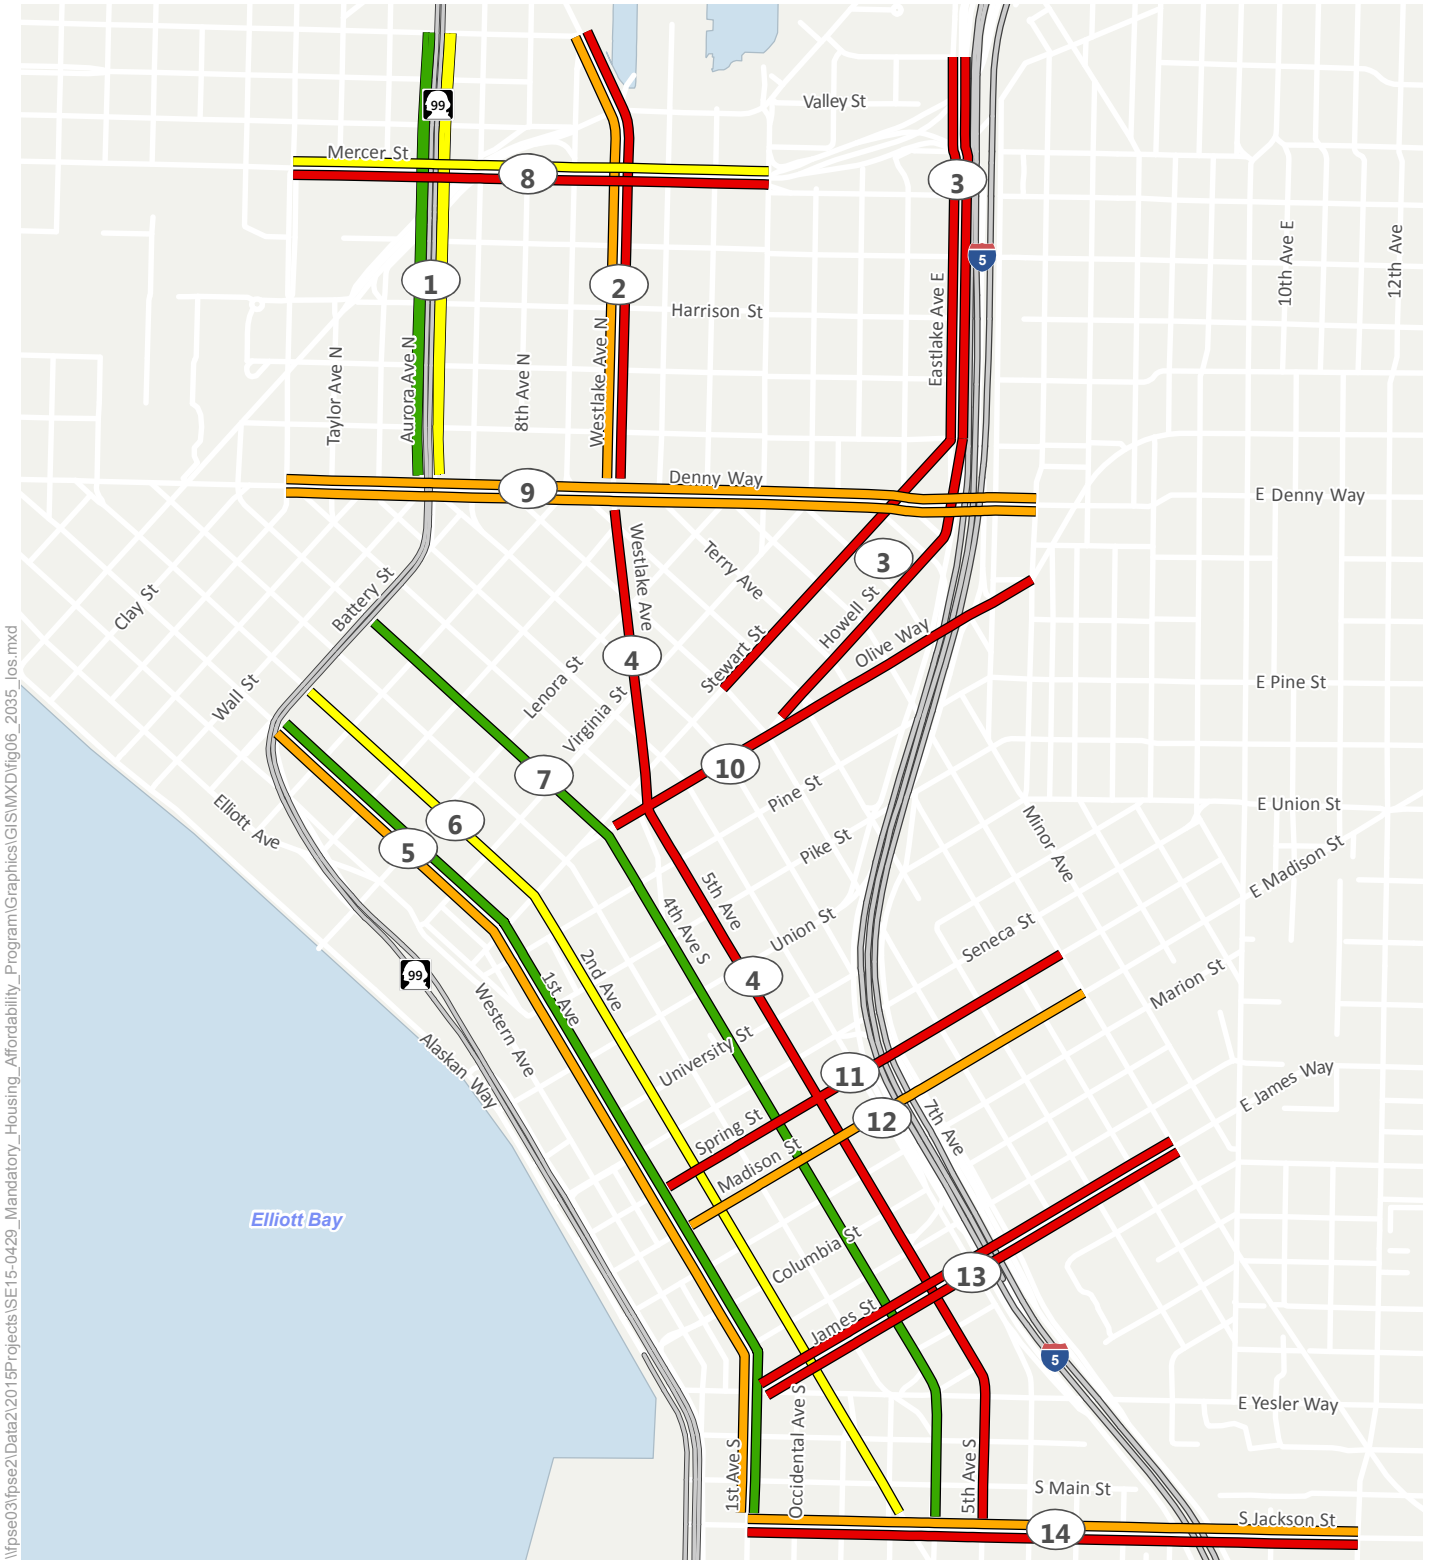 99
Valley St
Mercer St
8
3
1
2
5
10th Ave E
12th Ave
Harrison St
Eastlake Ave E
Taylor Ave N
Aurora Ave N
8th Ave N
Westlake Ave N
Denny Way
9
E Denny Way
Westlake Ave
Terry Ave
3
Clay St
Battery St
Howell St
Olive Way
Stewart St
4
Wall St
Lenora St
Virginia St
E Pine St
10
7
Pine St
E Union St
Elliott Ave
6
5
Pike St
Minor Ave
E Madison St
5th Ave
4th Ave S
Union St
Seneca St
2nd Ave
1st Ave
4
99
Western Ave
Marion St
Alaskan Way
University St
11
E James Way
12
7th Ave
Spring St
Madison St
Elliott Bay
Columbia St
13
James St
5
E Yesler Way
Occidental Ave S
1st Ave S
5th Ave S
S Main St
14
S Jackson St
\\fpse03\fpse2\Data2\2015Projects\SE15-0429_Mandatory_Housing_Affordability_Program\Graphics\GIS\MXD\fig06_2035_los.mxd